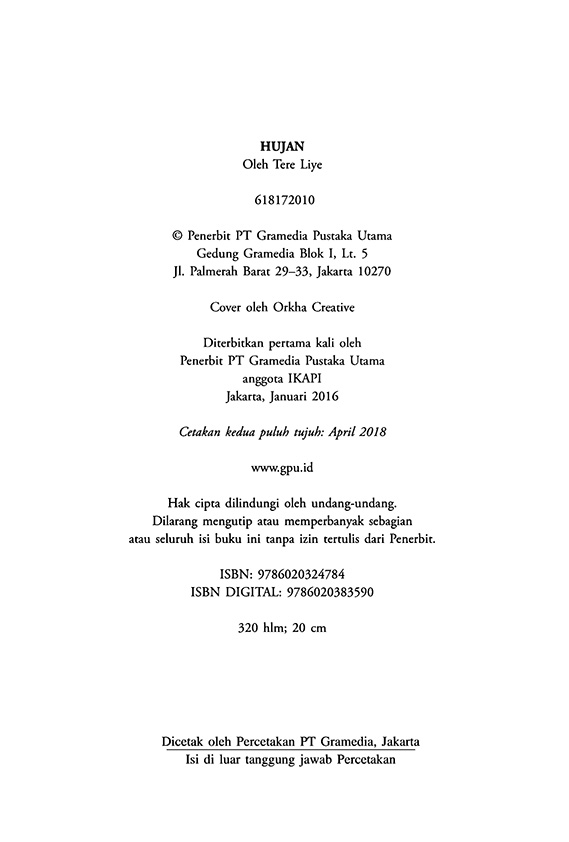 HUJAN
Oleh Tere Liye
618172010
© Penerbit PT Gramedia Pustaka Utama
Gedung Gramedia Blok I, Lt. 5
Jl. Palmerah Barat 29–33, Jakarta 10270
Cover oleh Orkha Creative
Diterbitkan pertama kali oleh
Penerbit PT Gramedia Pustaka Utama
anggota IKAPI
Jakarta, Januari 2016
Cetakan kedua puluh tujuh: April 2018
www.gpu.id
Hak cipta dilindungi oleh undang-undang.
Dilarang mengutip atau memperbanyak sebagian
atau seluruh isi buku ini tanpa izin tertulis dari Penerbit.
ISBN: 9786020324784
ISBN DIGITAL: 9786020383590
320 hlm; 20 cm
Dicetak oleh Percetakan PT Gramedia, Jakarta
Isi di luar tanggung jawab Percetakan